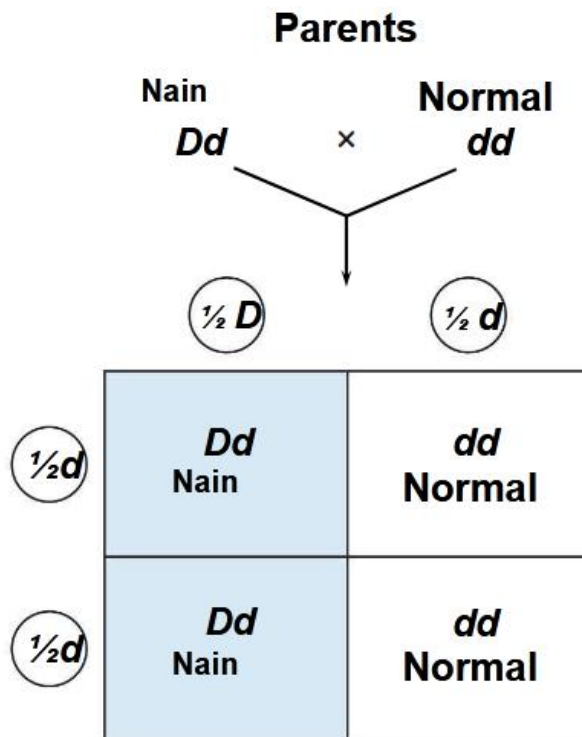 Parents
Nain Normal
Dd × dd
½ D ½ d
½d Dd dd
Nain Normal
½d Dd dd
Nain Normal